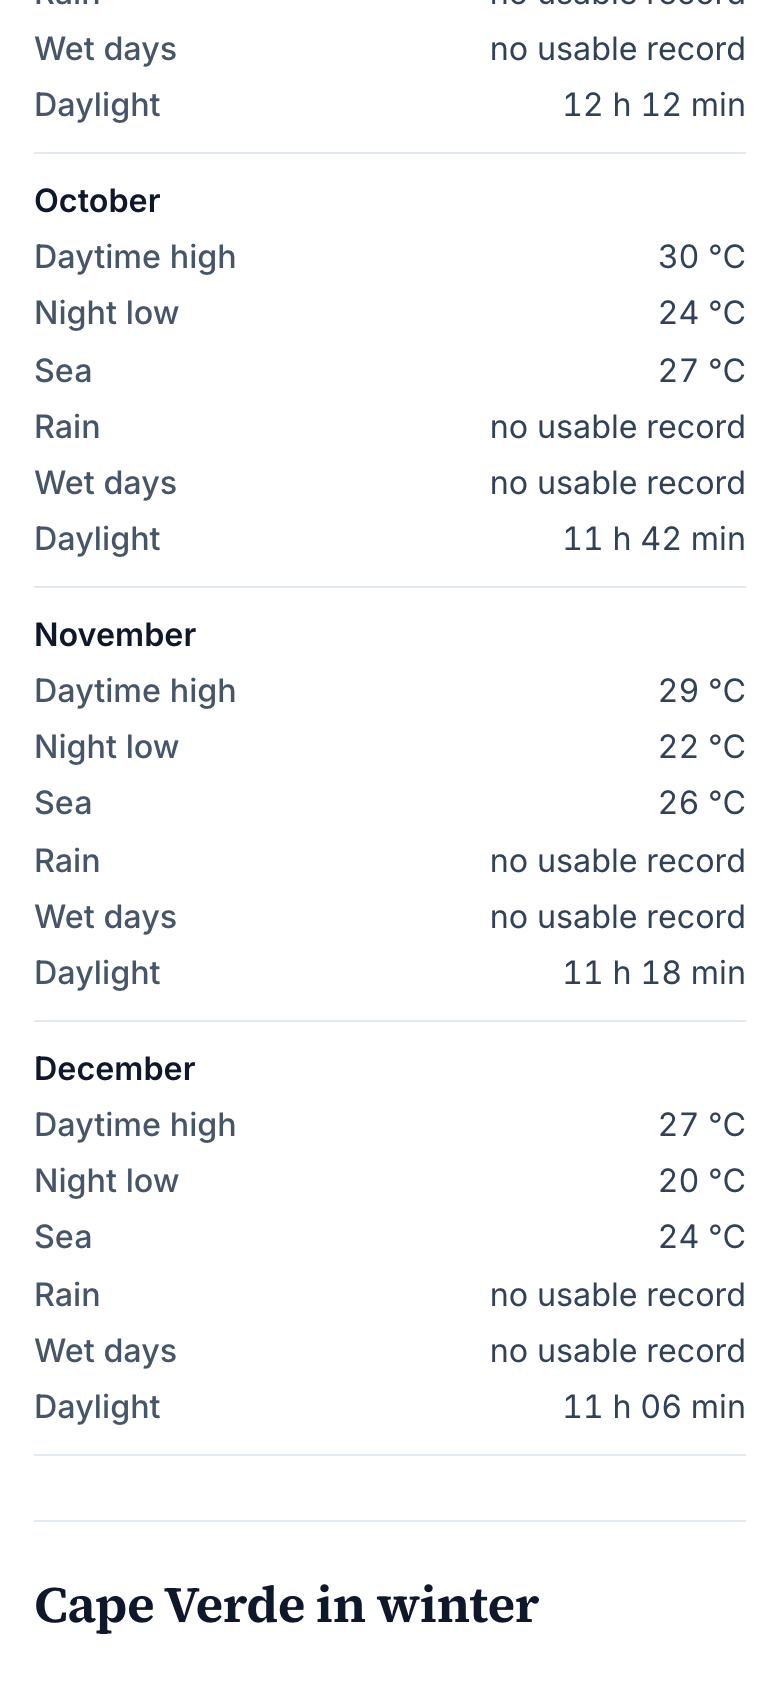 Rain no usable record
Wet days no usable record
Daylight 12 h 12 min
October
Daytime high 30 °C
Night low 24 °C
Sea 27 °C
Rain no usable record
Wet days no usable record
Daylight 11 h 42 min
November
Daytime high 29 °C
Night low 22 °C
Sea 26 °C
Rain no usable record
Wet days no usable record
Daylight 11 h 18 min
December
Daytime high 27 °C
Night low 20 °C
Sea 24 °C
Rain no usable record
Wet days no usable record
Daylight 11 h 06 min
Cape Verde in winter